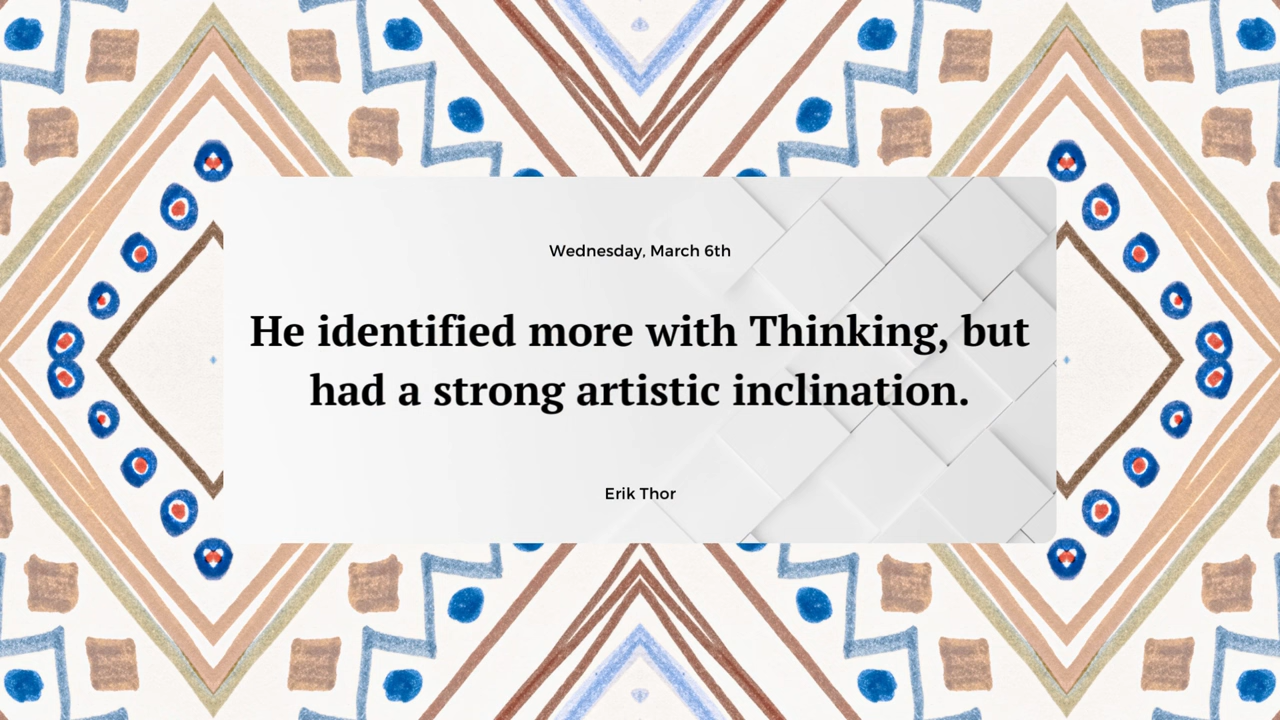 Wednesday, March 6th
He identified more with Thinking, but
had a strong artistic inclination.
Erik Thor